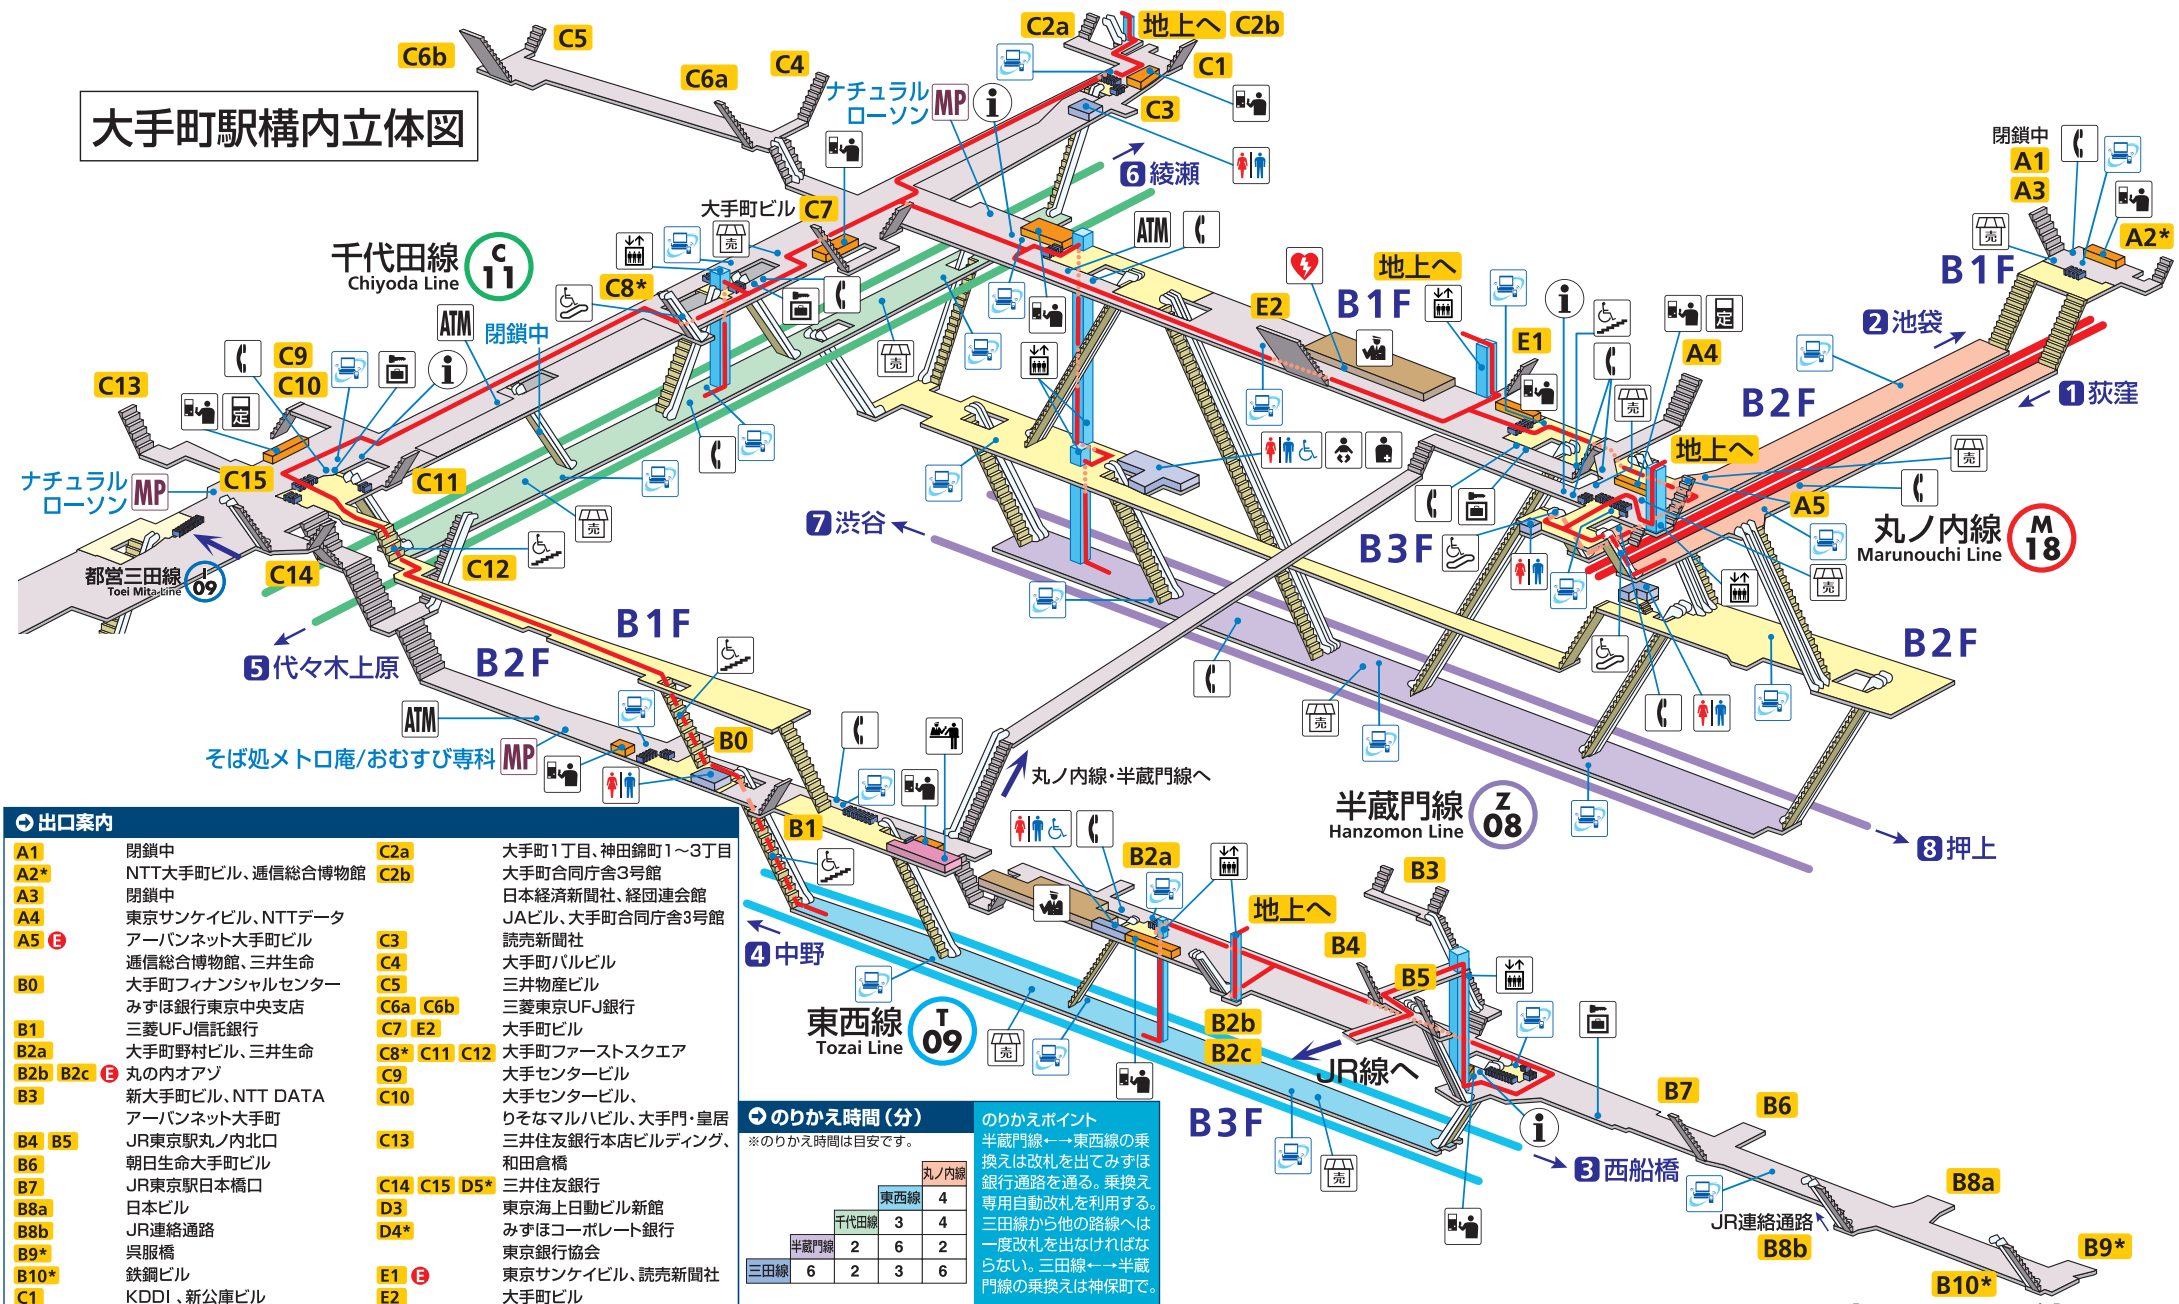 大手町駅構内立体図
C6b
C5
C6a
C4
C2a
地上へ
C2b
C1
C3
ナチュラル
ローソン
MP
i
6 綾瀬
大手町ビル C7
千代田線
Chiyoda Line
C
11
C8*
ATM
閉鎖中
C9
C10
C13
定
i
C15
C11
ナチュラル
ローソン
MP
都営三田線
Toei Mita Line
I
09
C14
C12
5 代々木上原
売
ATM
売
売
E2
B1F
地上へ
E1
i
定
A4
売
閉鎖中
A1
A3
A2*
売
B1F
2 池袋
1 荻窪
B2F
地上へ
A5
売
丸ノ内線
Marunouchi Line
M
18
売
B3F
7 渋谷
B2F
B1F
B2F
ATM
そば処メトロ庵/おむすび専科
MP
B0
B1
丸ノ内線・半蔵門線へ
売
半蔵門線
Hanzomon Line
Z
08
8 押上
4 中野
東西線
Tozai Line
T
09
売
B2a
地上へ
B2b
B2c
B3
B4
B5
JR線へ
B3F
売
i
3 西船橋
B7
B6
B8a
JR連絡通路
B8b
B9*
B10*
出口案内
A1 閉鎖中
A2* NTT大手町ビル、逓信総合博物館
A3 閉鎖中
A4 東京サンケイビル、NTTデータ
A5 E アーバンネット大手町ビル
逓信総合博物館、三井生命
B0 大手町フィナンシャルセンター
みずほ銀行東京中央支店
B1 三菱UFJ信託銀行
B2a 大手町野村ビル、三井生命
B2b B2c E 丸の内オアゾ
B3 新大手町ビル、NTT DATA
アーバンネット大手町
B4 B5 JR東京駅丸ノ内北口
B6 朝日生命大手町ビル
B7 JR東京駅日本橋口
B8a 日本ビル
B8b JR連絡通路
B9* 呉服橋
B10* 鉄鋼ビル
C1 KDDI、新公庫ビル
C2a 大手町1丁目、神田錦町1～3丁目
C2b 大手町合同庁舎3号館
日本経済新聞社、経団連会館
JAビル、大手町合同庁舎3号館
C3 読売新聞社
C4 大手町パルビル
C5 三井物産ビル
C6a C6b 三菱東京UFJ銀行
C7 E2 大手町ビル
C8* C11 C12 大手町ファーストスクエア
C9 大手センタービル
C10 大手センタービル、
りそなマルハビル、大手門・皇居
C13 三井住友銀行本店ビルディング、
和田倉橋
C14 C15 D5* 三井住友銀行
D3 東京海上日動ビル新館
D4* みずほコーポレート銀行
東京銀行協会
E1 E 東京サンケイビル、読売新聞社
E2 大手町ビル
のりかえ時間（分）
※のりかえ時間は目安です。
丸ノ内線
東西線 4
千代田線 3 4
半蔵門線 2 6 2
三田線 6 2 3 6
のりかえポイント
半蔵門線←→東西線の乗
換えは改札を出てみずほ
銀行通路を通る。乗換え
専用自動改札を利用する。
三田線から他の路線へは
一度改札を出なければな
らない。三田線←→半蔵
門線の乗換えは神保町で。